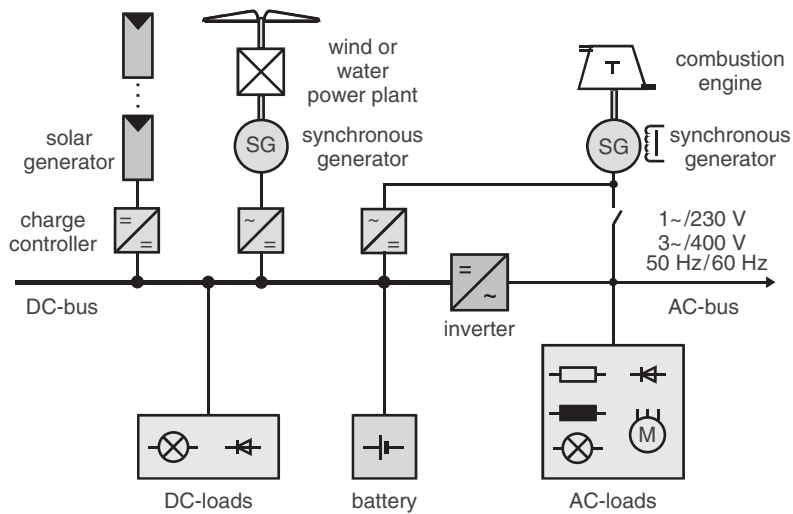 wind or
water
power plant
combustion
engine
T
solar
generator
SG
synchronous
generator
SG
synchronous
generator
charge
controller
=
=
~
=
~
=
1~/230 V
3~/400 V
50 Hz/60 Hz
=
~
DC-bus
inverter
AC-bus
M
DC-loads
battery
AC-loads